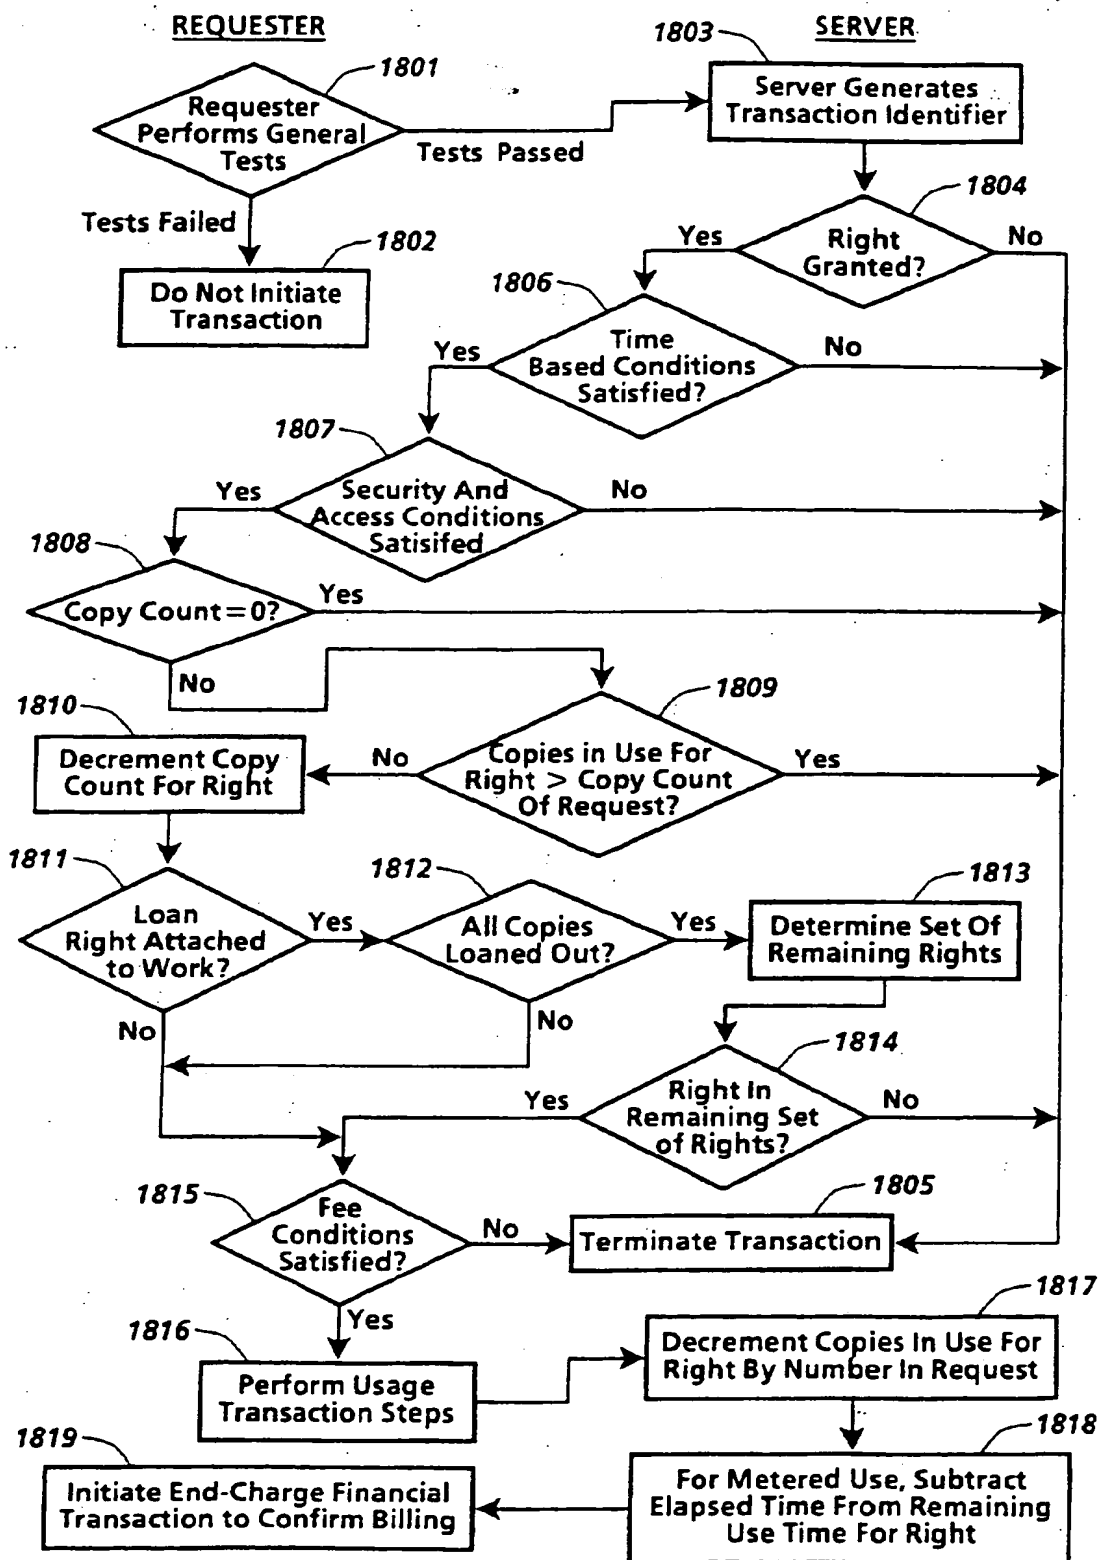 REQUESTER
SERVER
1801
1803
Requester
Performs General
Tests
Server Generates
Transaction Identifier
Tests Passed
Tests Failed
1802
Do Not Initiate
Transaction
1804
Right
Granted?
Yes
No
1806
Time
Based Conditions
Satisfied?
Yes
No
1807
Security And
Access Conditions
Satisifed
Yes
No
1808
Copy Count = 0?
Yes
No
1809
Copies in Use For
Right > Copy Count
Of Request?
No
Yes
1810
Decrement Copy
Count For Right
1811
Loan
Right Attached
to Work?
Yes
No
1812
All Copies
Loaned Out?
Yes
No
1813
Determine Set Of
Remaining Rights
1814
Right In
Remaining Set
of Rights?
Yes
No
1815
Fee
Conditions
Satisfied?
No
Yes
1805
Terminate Transaction
1816
Perform Usage
Transaction Steps
1817
Decrement Copies In Use For
Right By Number In Request
1818
For Metered Use, Subtract
Elapsed Time From Remaining
Use Time For Right
1819
Initiate End-Charge Financial
Transaction to Confirm Billing